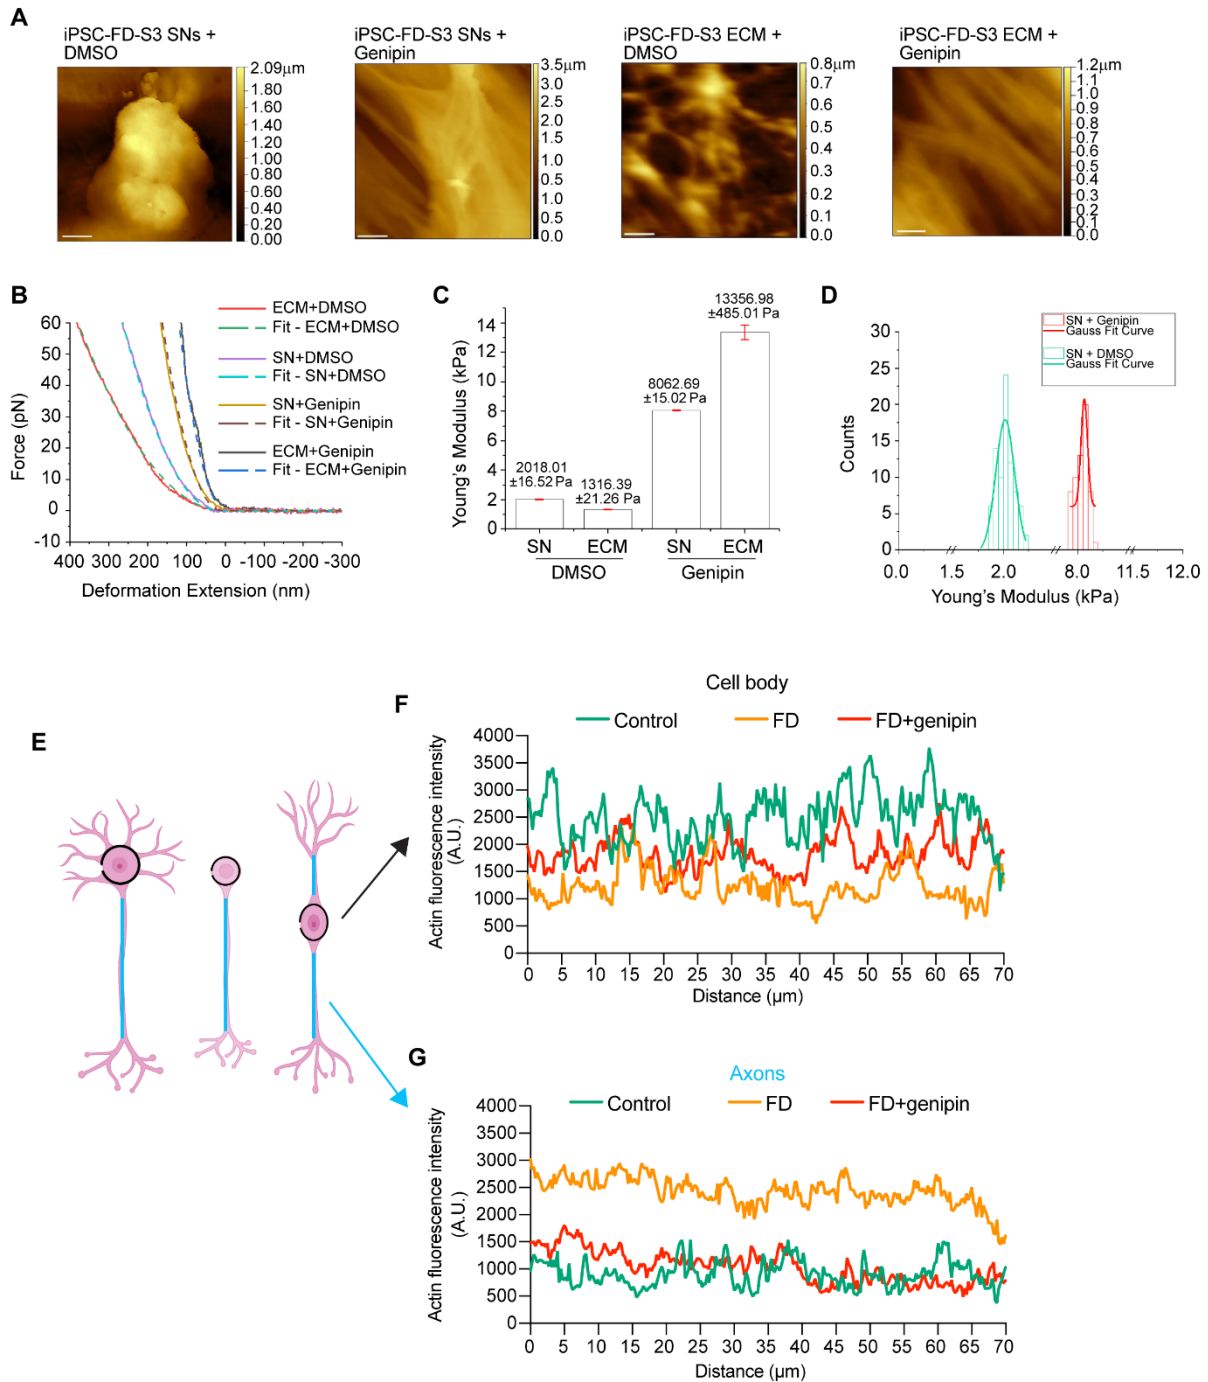 A
iPSC-FD-S3 SNs +
DMSO
2.09μm
1.80
1.60
1.40
1.20
1.00
0.80
0.60
0.40
0.20
0.00
iPSC-FD-S3 SNs +
Genipin
3.5μm
3.0
2.5
2.0
1.5
1.0
0.5
0.0
iPSC-FD-S3 ECM +
DMSO
0.8μm
0.7
0.6
0.5
0.4
0.3
0.2
0.1
0.0
iPSC-FD-S3 ECM +
Genipin
1.2μm
1.1
1.0
0.9
0.8
0.7
0.6
0.5
0.4
0.3
0.2
0.1
0.0
B
Force (pN)
60
50
40
30
20
10
0
-10
400 300 200 100 0 -100 -200 -300
Deformation Extension (nm)
ECM+DMSO
Fit - ECM+DMSO
SN+DMSO
Fit - SN+DMSO
SN+Genipin
Fit - SN+Genipin
ECM+Genipin
Fit - ECM+Genipin
C
Young's Modulus (kPa)
14
12
10
8
6
4
2
0
2018.01
±16.52 Pa
1316.39
±21.26 Pa
8062.69
±15.02 Pa
13356.98
±485.01 Pa
SN ECM SN ECM
DMSO Genipin
D
Counts
30
25
20
15
10
5
0
0.0 1.5 2.0 8.0 11.5 12.0
Young's Modulus (kPa)
SN + Genipin
Gauss Fit Curve
SN + DMSO
Gauss Fit Curve
E
F
Cell body
Control FD FD+genipin
Actin fluorescence intensity
(A.U.)
4000
3500
3000
2500
2000
1500
1000
500
0
0 5 10 15 20 25 30 35 40 45 50 55 60 65 70
Distance (μm)
G
Axons
Control FD FD+genipin
Actin fluorescence intensity
(A.U.)
4000
3500
3000
2500
2000
1500
1000
500
0
0 5 10 15 20 25 30 35 40 45 50 55 60 65 70
Distance (μm)